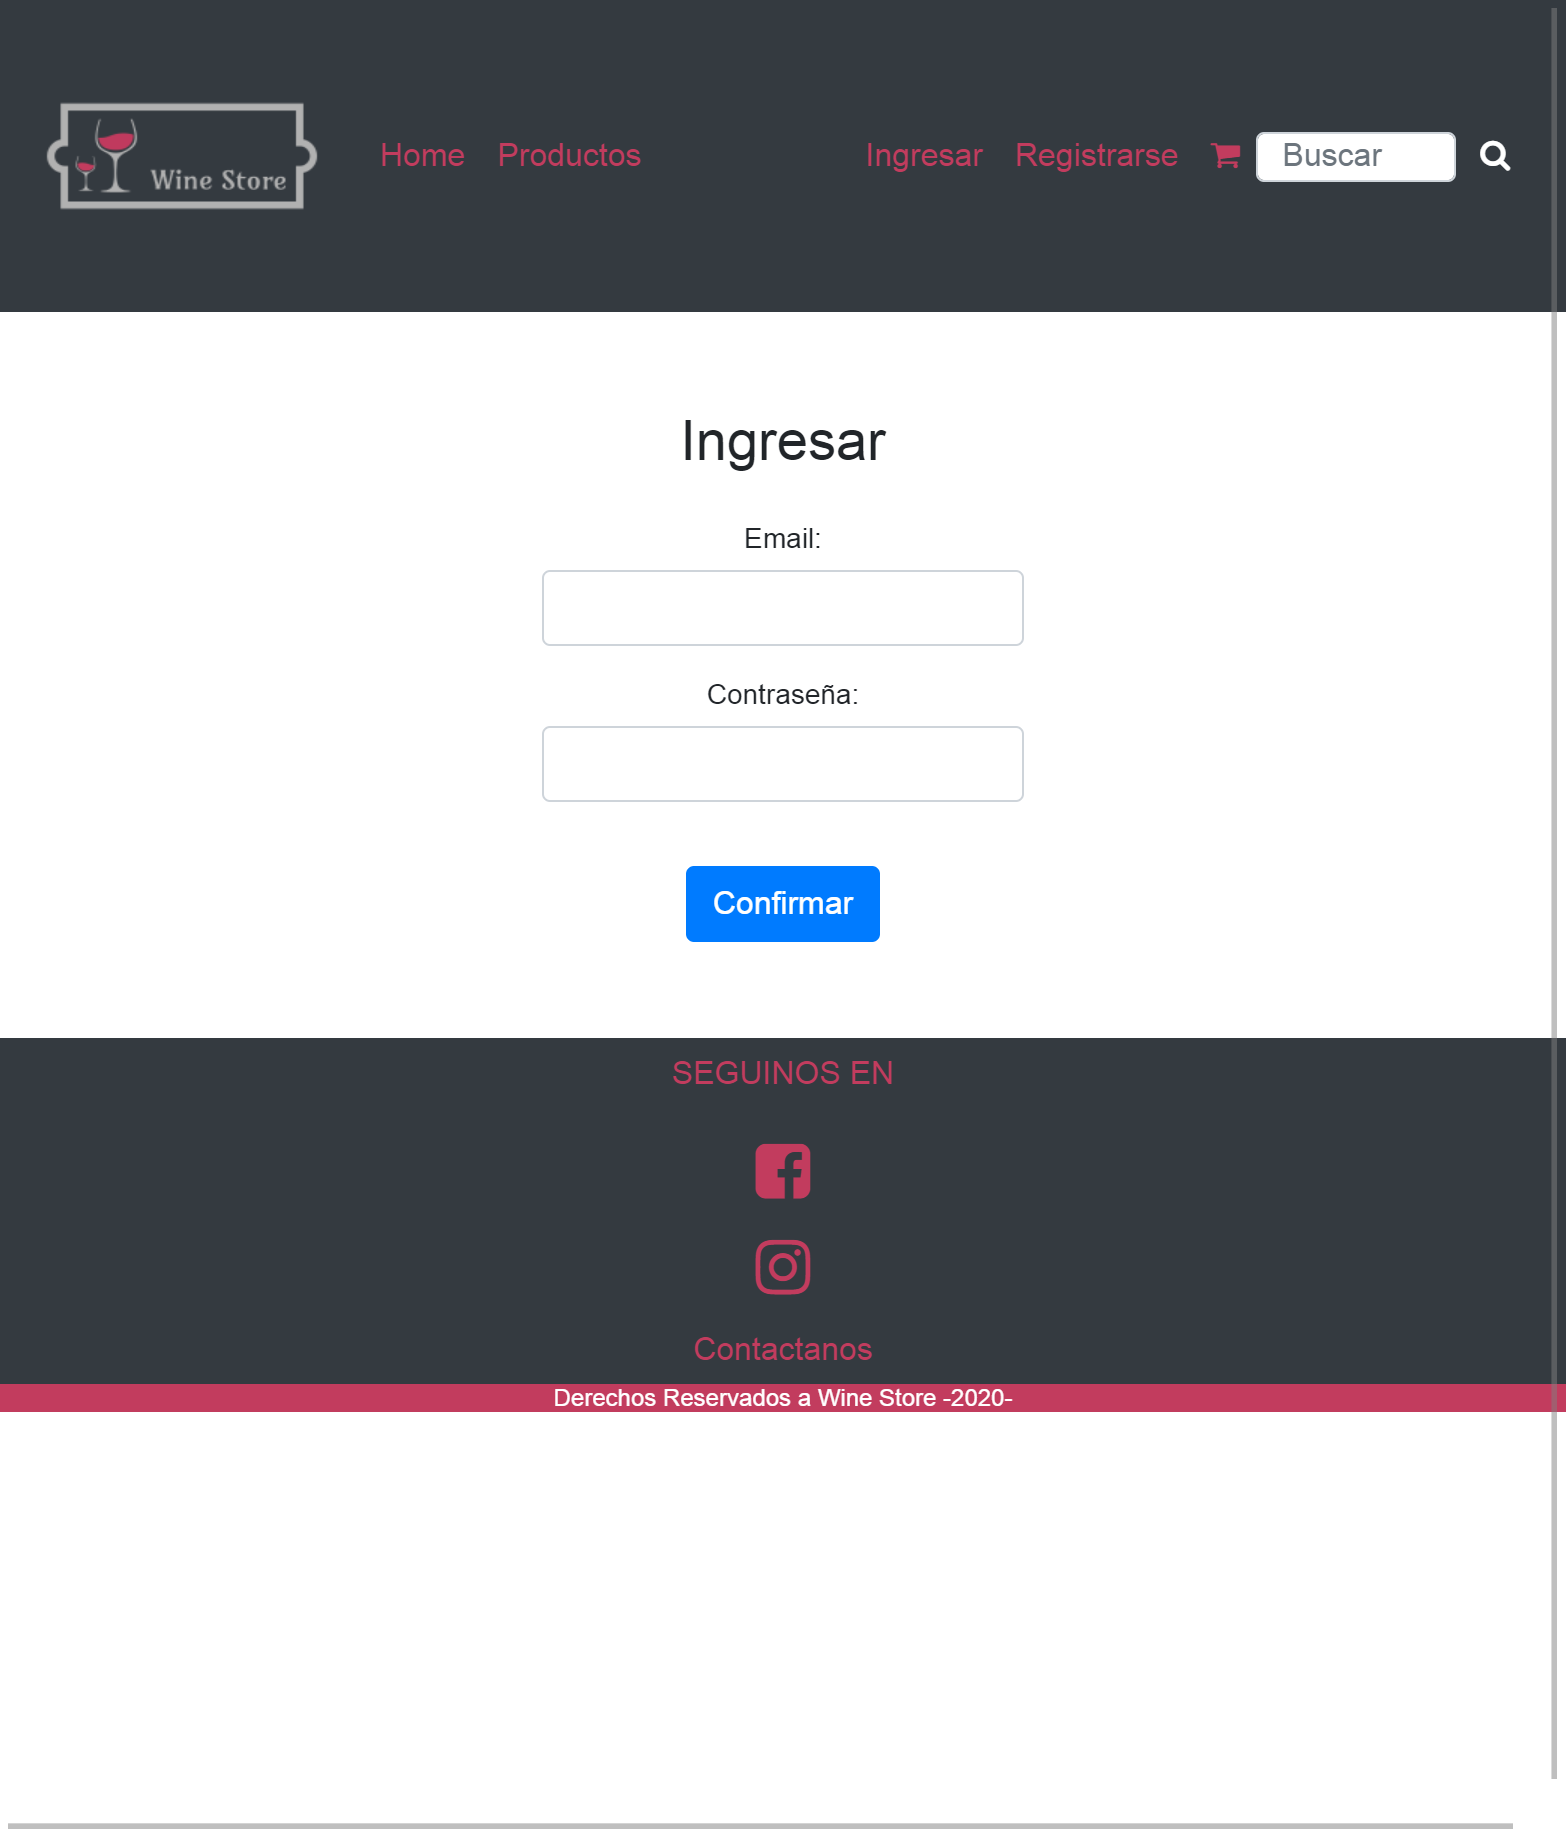 Wine Store
Home Productos Ingresar Registrarse Buscar
Ingresar
Email:
Contraseña:
Confirmar
SEGUINOS EN
Contactanos
Derechos Reservados a Wine Store -2020-